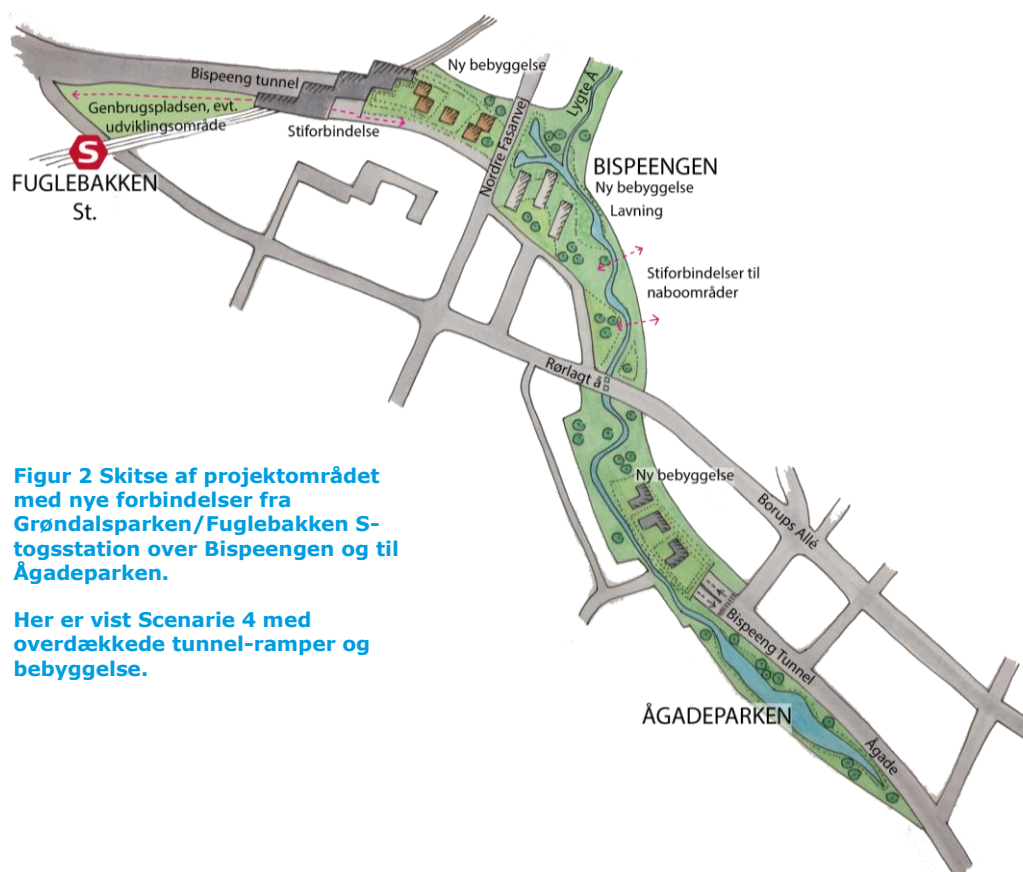 Bispeeng tunnel
Ny bebyggelse
Genbrugspladsen, evt.
udviklingsområde
Stiforbindelse
S
FUGLEBAKKEN
St.
Nordre Fasanvej
Lygte Å
BISPEENGEN
Ny bebyggelse
Lavning
Stiforbindelser til
naboområder
Rørlagt å
Figur 2 Skitse af projektområdet
med nye forbindelser fra
Grøndalsparken/Fuglebakken S-
togsstation over Bispeengen og til
Ågadeparken.
Her er vist Scenarie 4 med
overdækkede tunnel-ramper og
bebyggelse.
Ny bebyggelse
Borups Allé
Bispeeng Tunnel
ÅGADEPARKEN
Ågade